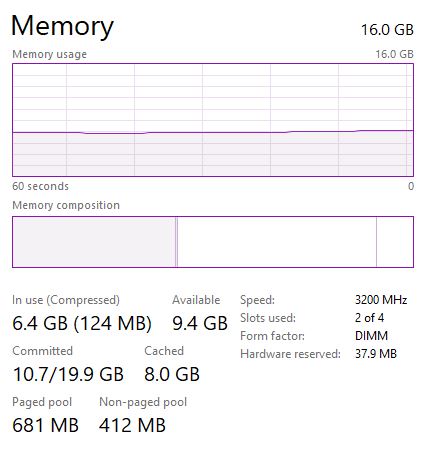 Memory 16.0 GB
Memory usage 16.0 GB
60 seconds 0
Memory composition
In use (Compressed) Available
6.4 GB (124 MB) 9.4 GB
Committed Cached
10.7/19.9 GB 8.0 GB
Paged pool Non-paged pool
681 MB 412 MB
Speed: 3200 MHz
Slots used: 2 of 4
Form factor: DIMM
Hardware reserved: 37.9 MB